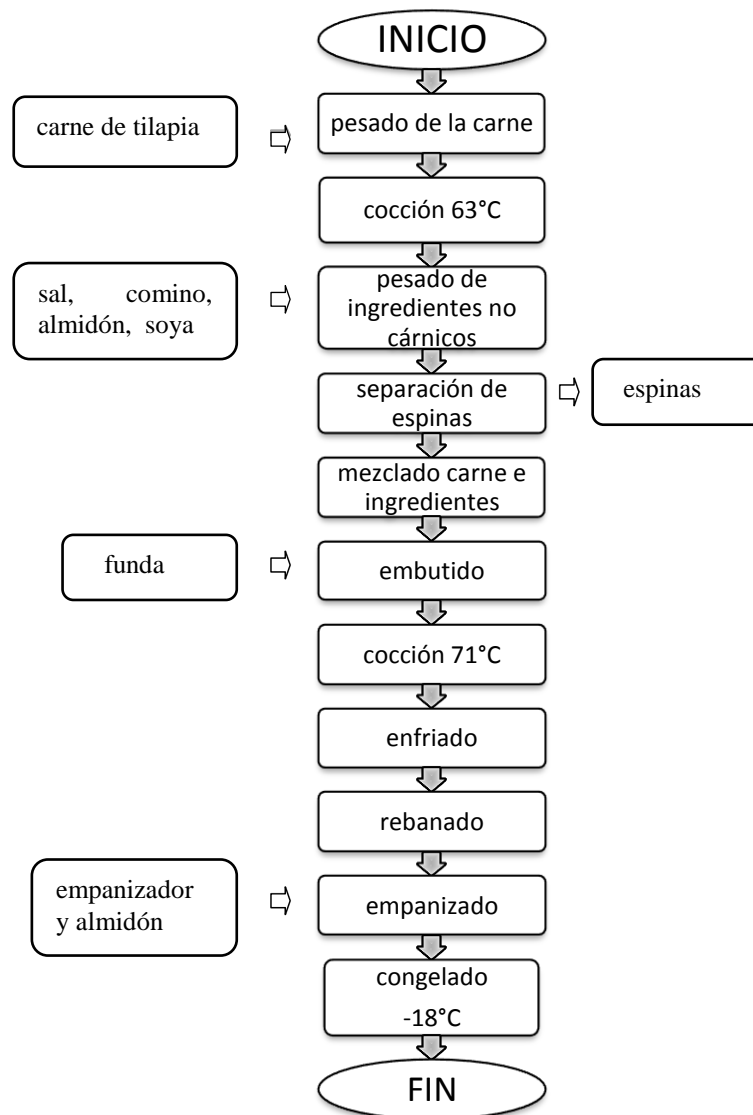 INICIO
carne de tilapia
pesado de la carne
cocción 63°C
sal, comino,
almidón, soya
pesado de
ingredientes no
cárnicos
separación de
espinas
espinas
mezclado carne e
ingredientes
funda
embutido
cocción 71°C
enfriado
rebanado
empanizador
y almidón
empanizado
congelado
-18°C
FIN